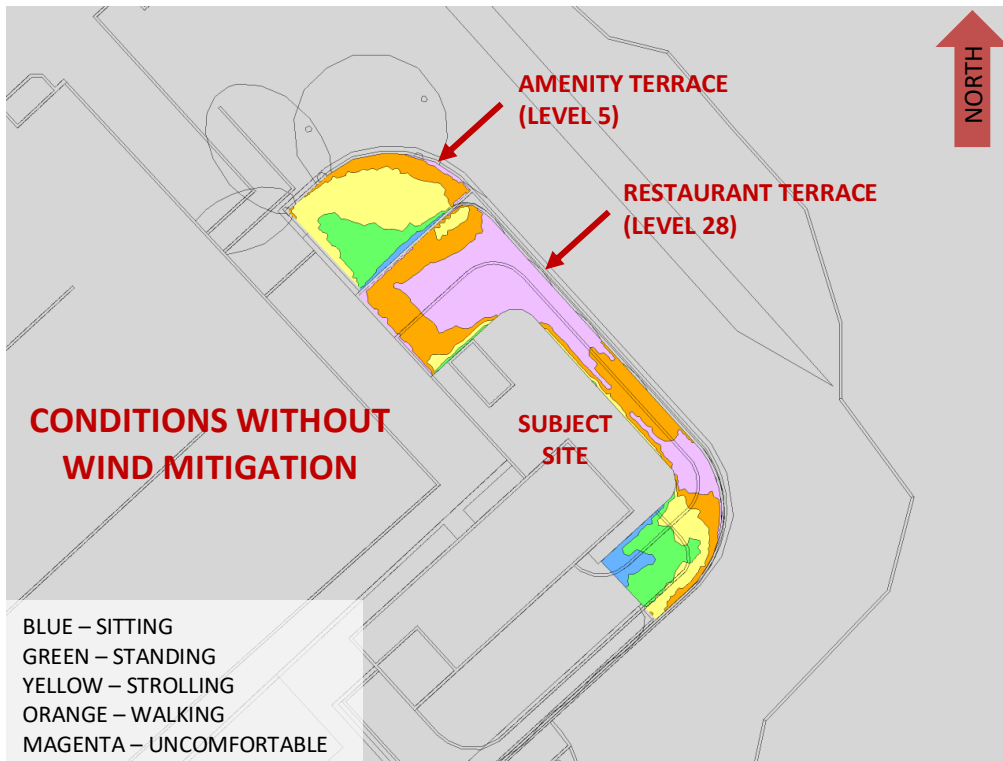 NORTH
AMENITY TERRACE
(LEVEL 5)
RESTAURANT TERRACE
(LEVEL 28)
CONDITIONS WITHOUT
WIND MITIGATION
SUBJECT
SITE
BLUE – SITTING
GREEN – STANDING
YELLOW – STROLLING
ORANGE – WALKING
MAGENTA – UNCOMFORTABLE